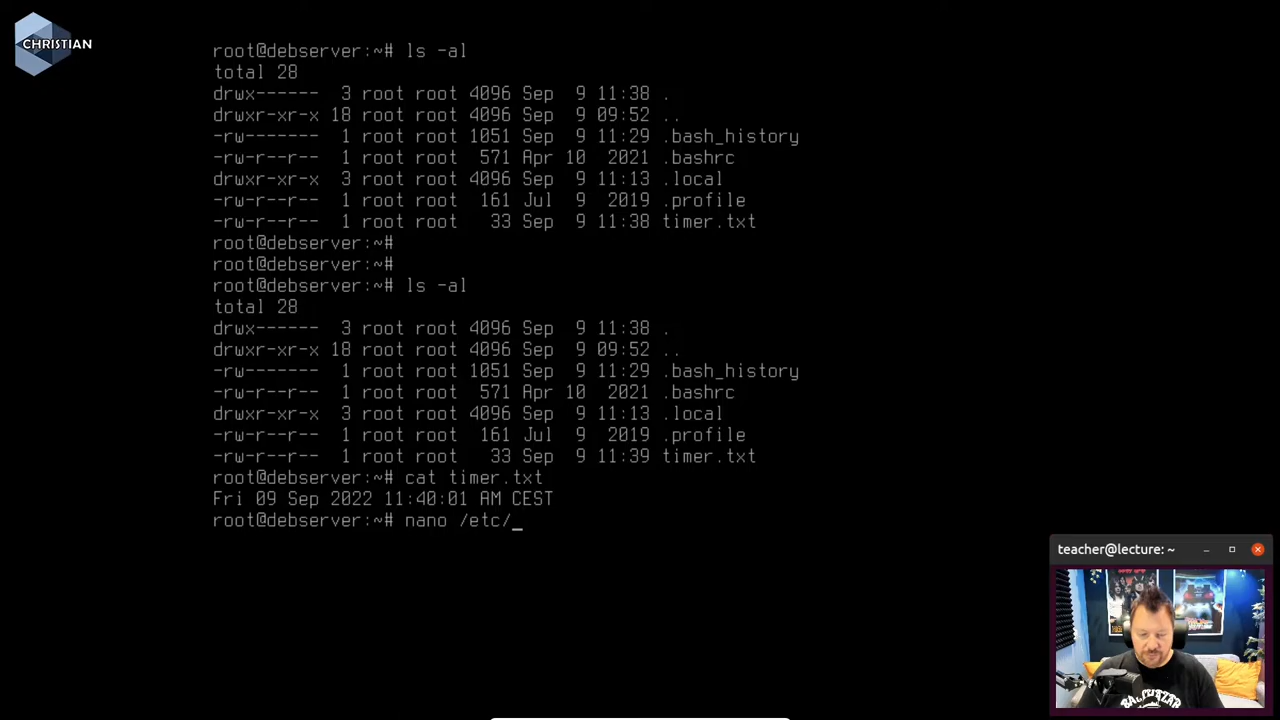 CHRISTIAN
root@debserver:~# ls -al
total 28
drwx------  3 root root 4096 Sep  9 11:38 .
drwxr-xr-x 18 root root 4096 Sep  9 09:52 ..
-rw-------  1 root root 1051 Sep  9 11:29 .bash_history
-rw-r--r--  1 root root  571 Apr 10  2021 .bashrc
drwxr-xr-x  3 root root 4096 Sep  9 11:13 .local
-rw-r--r--  1 root root  161 Jul  9  2019 .profile
-rw-r--r--  1 root root   33 Sep  9 11:38 timer.txt
root@debserver:~#
root@debserver:~#
root@debserver:~# ls -al
total 28
drwx------  3 root root 4096 Sep  9 11:38 .
drwxr-xr-x 18 root root 4096 Sep  9 09:52 ..
-rw-------  1 root root 1051 Sep  9 11:29 .bash_history
-rw-r--r--  1 root root  571 Apr 10  2021 .bashrc
drwxr-xr-x  3 root root 4096 Sep  9 11:13 .local
-rw-r--r--  1 root root  161 Jul  9  2019 .profile
-rw-r--r--  1 root root   33 Sep  9 11:39 timer.txt
root@debserver:~# cat timer.txt
Fri 09 Sep 2022 11:40:01 AM CEST
root@debserver:~# nano /etc/_
teacher@lecture: ~